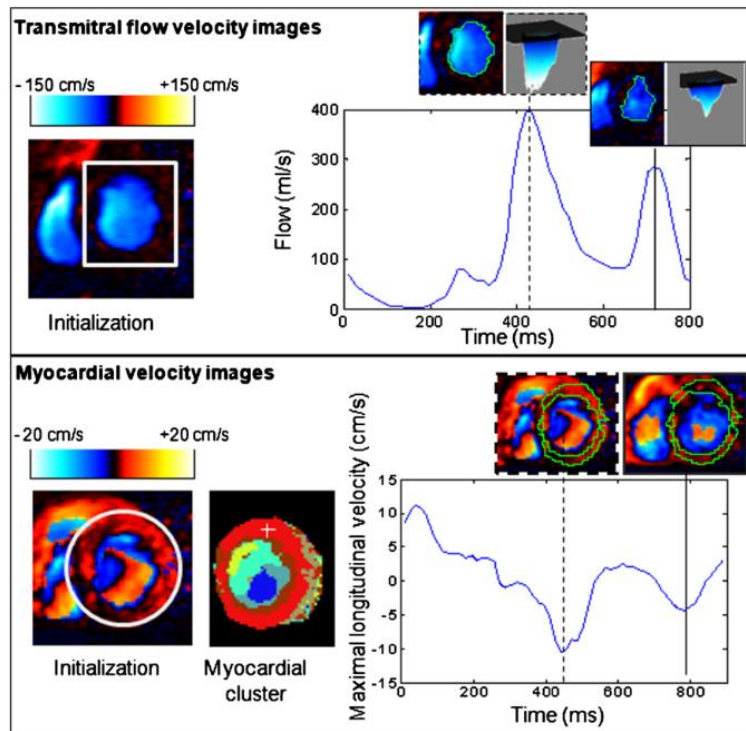 Transmitral flow velocity images
-150 cm/s +150 cm/s
Initialization
Flow (ml/s)
400
300
200
100
0
0 200 400 600 800
Time (ms)
Myocardial velocity images
-20 cm/s +20 cm/s
Initialization
Myocardial
cluster
Maximal longitudinal velocity (cm/s)
15
10
5
0
-5
-10
-15
0 200 400 600 800
Time (ms)